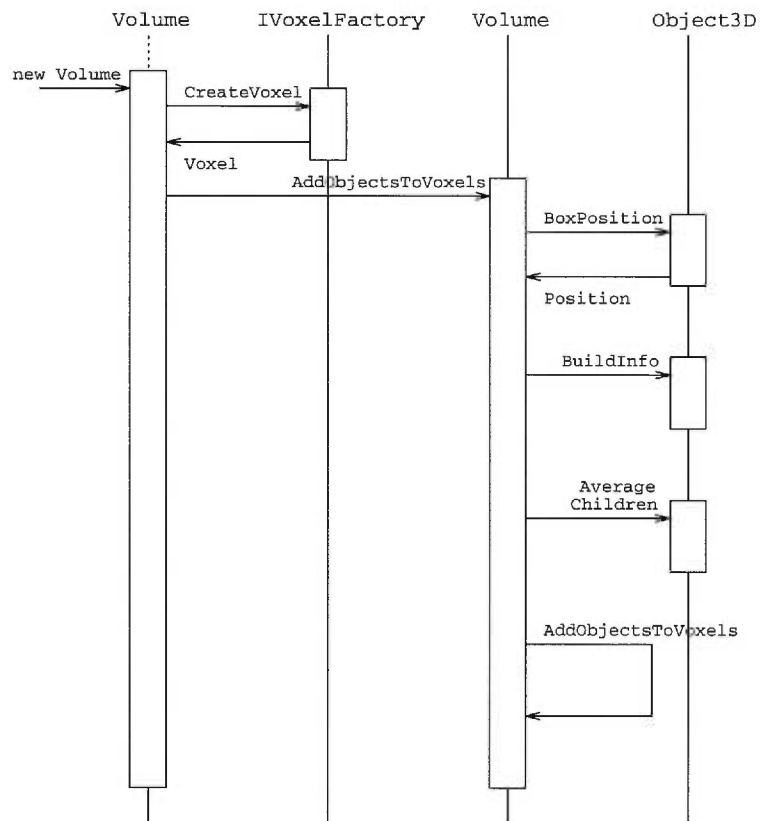 Volume IVoxelFactory Volume Object3D
new Volume
CreateVoxel
Voxel
AddObjectsToVoxels
BoxPosition
Position
BuildInfo
Average
Children
AddObjectsToVoxels